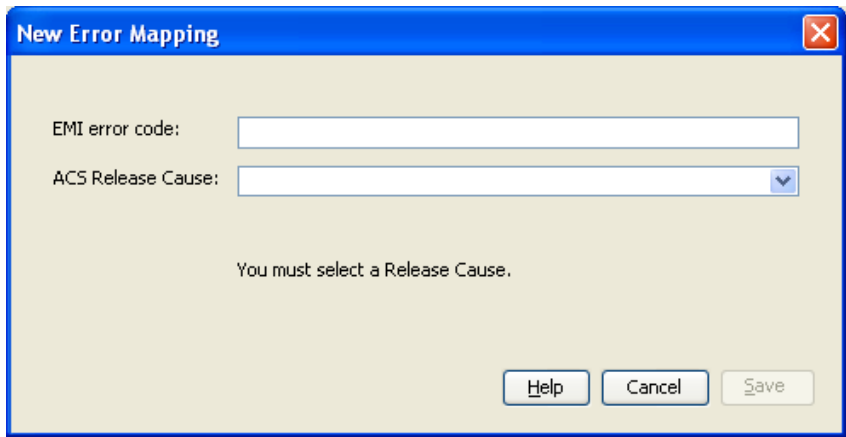 New Error Mapping
EMI error code:
ACS Release Cause:
You must select a Release Cause.
Help Cancel Save